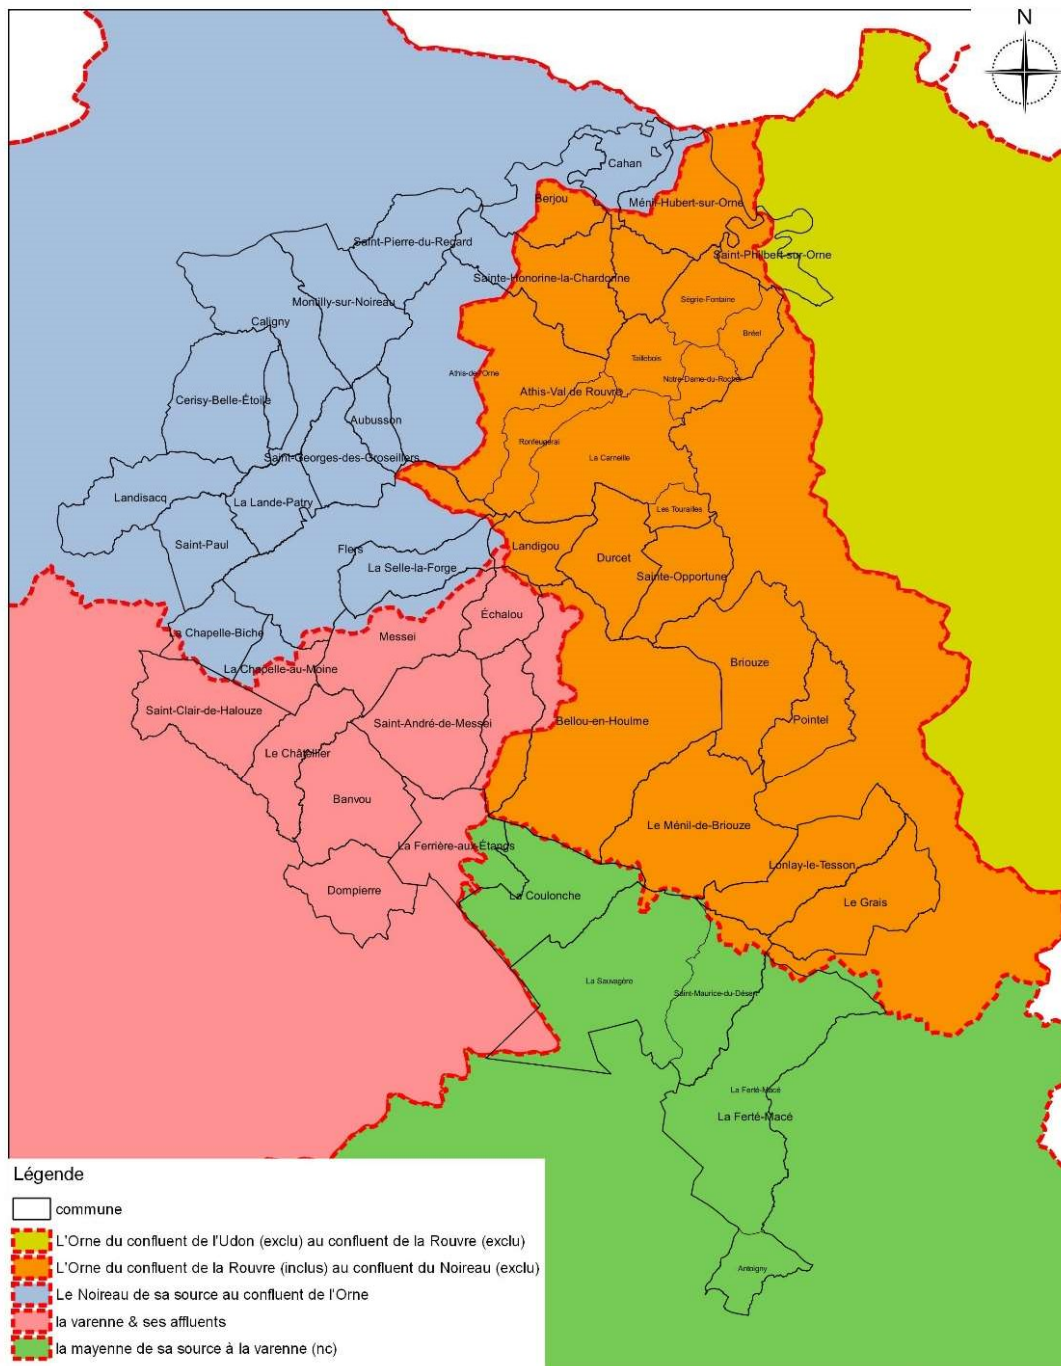 N
Cahan
Berjou
Ménil-Hubert-sur-Orne
Saint-Pierre-du-Regard
Saint-Philbert-sur-Orne
Sainte-Honorine-la-Chardonne
Montilly-sur-Noireau
Ségrie-Fontaine
Caligny
Bréel
Taillebois
Athis-de-l'Orne
Notre-Dame-du-Rocher
Athis-Val de Rouvre
Cerisy-Belle-Étoile
Aubusson
Ronfeugerai
Saint-Georges-des-Groseillers
La Carneille
Landisacq
La Lande-Patry
Les Tourailles
Saint-Paul
Flers
Landigou
Durcet
La Selle-la-Forge
Sainte-Opportune
Échalou
La Chapelle-Biche
Messei
Briouze
La Chapelle-au-Moine
Saint-Clair-de-Halouze
Saint-André-de-Messei
Bellou-en-Houlme
Pointel
Le Châtellier
Banvou
Le Ménil-de-Briouze
La Ferrière-aux-Étangs
Lonlay-le-Tesson
Dompierre
La Coulonche
Le Grais
La Sauvagère
Saint-Maurice-du-Désert
La Ferté-Macé
La Ferté-Macé
Antoigny
Légende
commune
L'Orne du confluent de l'Udon (exclu) au confluent de la Rouvre (exclu)
L'Orne du confluent de la Rouvre (inclus) au confluent du Noireau (exclu)
Le Noireau de sa source au confluent de l'Orne
la varenne & ses affluents
la mayenne de sa source à la varenne (nc)